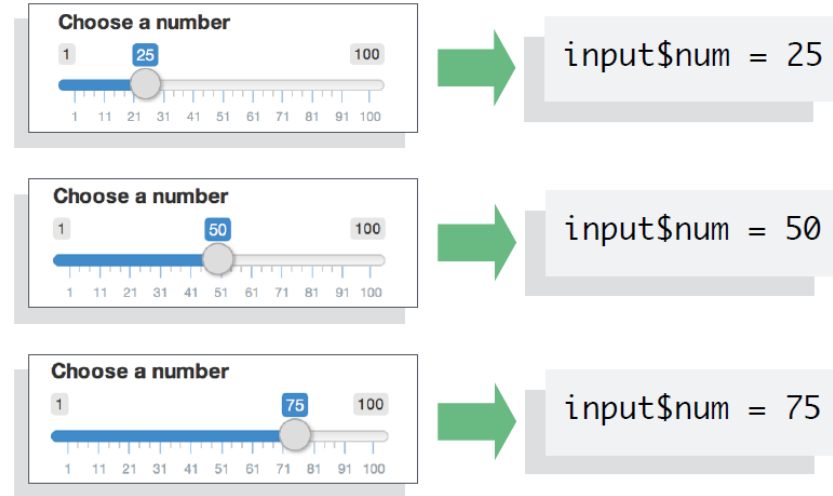 Choose a number
1 25 100
1 11 21 31 41 51 61 71 81 91 100
input$num = 25
Choose a number
1 50 100
1 11 21 31 41 51 61 71 81 91 100
input$num = 50
Choose a number
1 75 100
1 11 21 31 41 51 61 71 81 91 100
input$num = 75